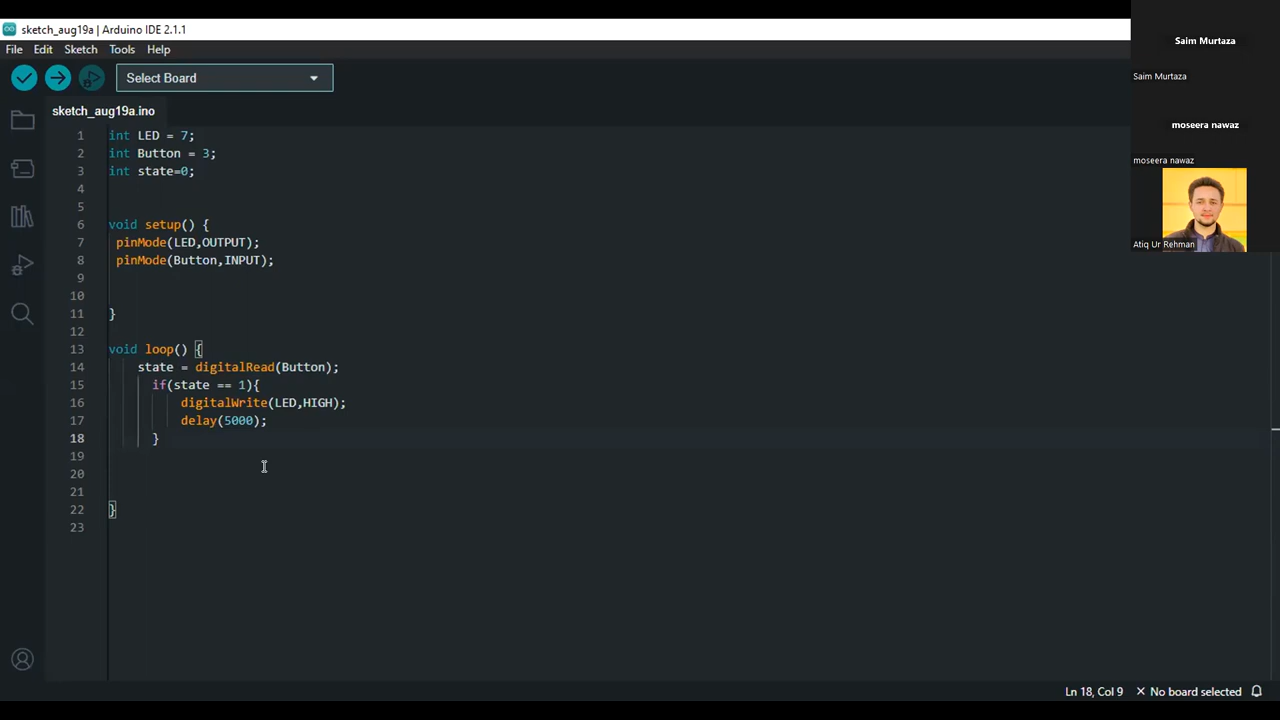 sketch_aug19a | Arduino IDE 2.1.1
File Edit Sketch Tools Help
Select Board
sketch_aug19a.ino
1 int LED = 7;
2 int Button = 3;
3 int state=0;
4
5
6 void setup() {
7 pinMode(LED,OUTPUT);
8 pinMode(Button,INPUT);
9
10
11 }
12
13 void loop() {
14 state = digitalRead(Button);
15 if(state == 1){
16 digitalWrite(LED,HIGH);
17 delay(5000);
18 }
19
20
21
22 }
23
Ln 18, Col 9 No board selected
Saim Murtaza
Saim Murtaza
moseera nawaz
moseera nawaz
Atiq Ur Rehman